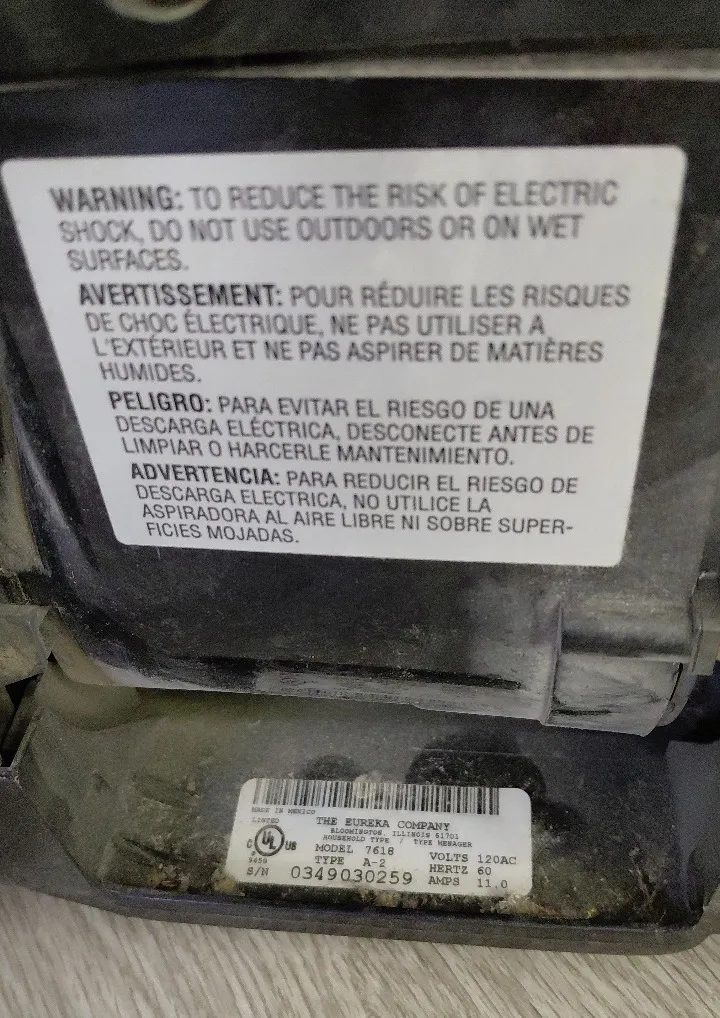 WARNING: TO REDUCE THE RISK OF ELECTRIC
SHOCK, DO NOT USE OUTDOORS OR ON WET
SURFACES.
AVERTISSEMENT: POUR RÉDUIRE LES RISQUES
DE CHOC ÉLECTRIQUE, NE PAS UTILISER A
L'EXTÉRIEUR ET NE PAS ASPIRER DE MATIÈRES
HUMIDES.
PELIGRO: PARA EVITAR EL RIESGO DE UNA
DESCARGA ELÉCTRICA, DESCONECTE ANTES DE
LIMPIAR O HARCERLE MANTENIMIENTO.
ADVERTENCIA: PARA REDUCIR EL RIESGO DE
DESCARGA ELECTRICA, NO UTILICE LA
ASPIRADORA AL AIRE LIBRE NI SOBRE SUPER-
FICIES MOJADAS.
MADE IN MEXICO
LISTED
THE EUREKA COMPANY
BLOOMINGTON, ILLINOIS 61701
HOUSEHOLD TYPE / TYPE MENAGER
C UL US
MODEL 7618
VOLTS 120AC
TYPE A-2
HERTZ 60
S/N 0349030259
AMPS 11.0